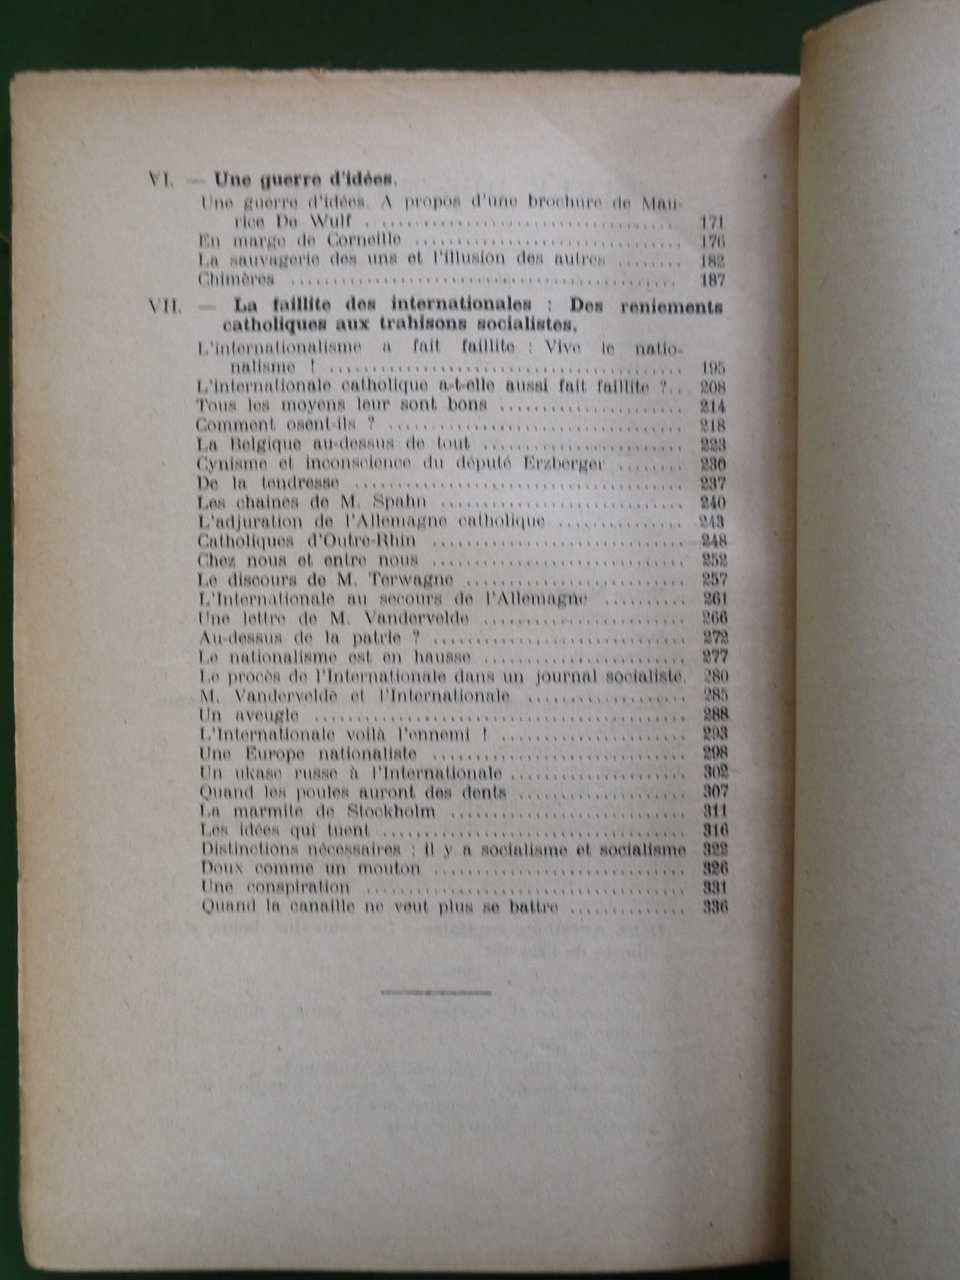 VI. — Une guerre d'idées.
Une guerre d'idées. A propos d'une brochure de Mau-
rice De Wulf . .............................. 171
En marge de Corneille .............................. 176
La sauvagerie des uns et l'illusion des autres ........ 182
Chimères .............................. 187
VII. — La faillite des internationales : Des reniements
catholiques aux trahisons socialistes.
L'internationalisme a fait faillite : Vive le natio-
nalisme ! .............................. 195
L'internationale catholique a-t-elle aussi fait faillite ?.. 208
Tous les moyens leur sont bons .................... 214
Comment osent-ils ? .............................. 218
La Belgique au-dessus de tout .................... 223
Cynisme et inconscience du député Erzberger ........ 230
De la tendresse .............................. 237
Les chaînes de M. Spahn .................... 240
L'adjuration de l'Allemagne catholique ............. 243
Catholiques d'Outre-Rhin .................... 248
Chez nous et entre nous .................... 252
Le discours de M. Terwagne .................... 257
L'Internationale au secours de l'Allemagne .......... 261
Une lettre de M. Vandervelde .................... 266
Au-dessus de la patrie ? .................... 272
Le nationalisme est en hausse .................... 277
Le procès de l'Internationale dans un journal socialiste. 280
M. Vandervelde et l'Internationale ................ 285
Un aveugle .............................. 288
L'Internationale voilà l'ennemi ! .................... 293
Une Europe nationaliste .................... 298
Un ukase russe à l'Internationale .................. 302
Quand les poules auront des dents .................. 307
La marmite de Stockholm .................... 311
Les idées qui tuent .............................. 316
Distinctions nécessaires : il y a socialisme et socialisme 322
Doux comme un mouton .................... 326
Une conspiration .............................. 331
Quand la canaille ne veut plus se battre ............. 336